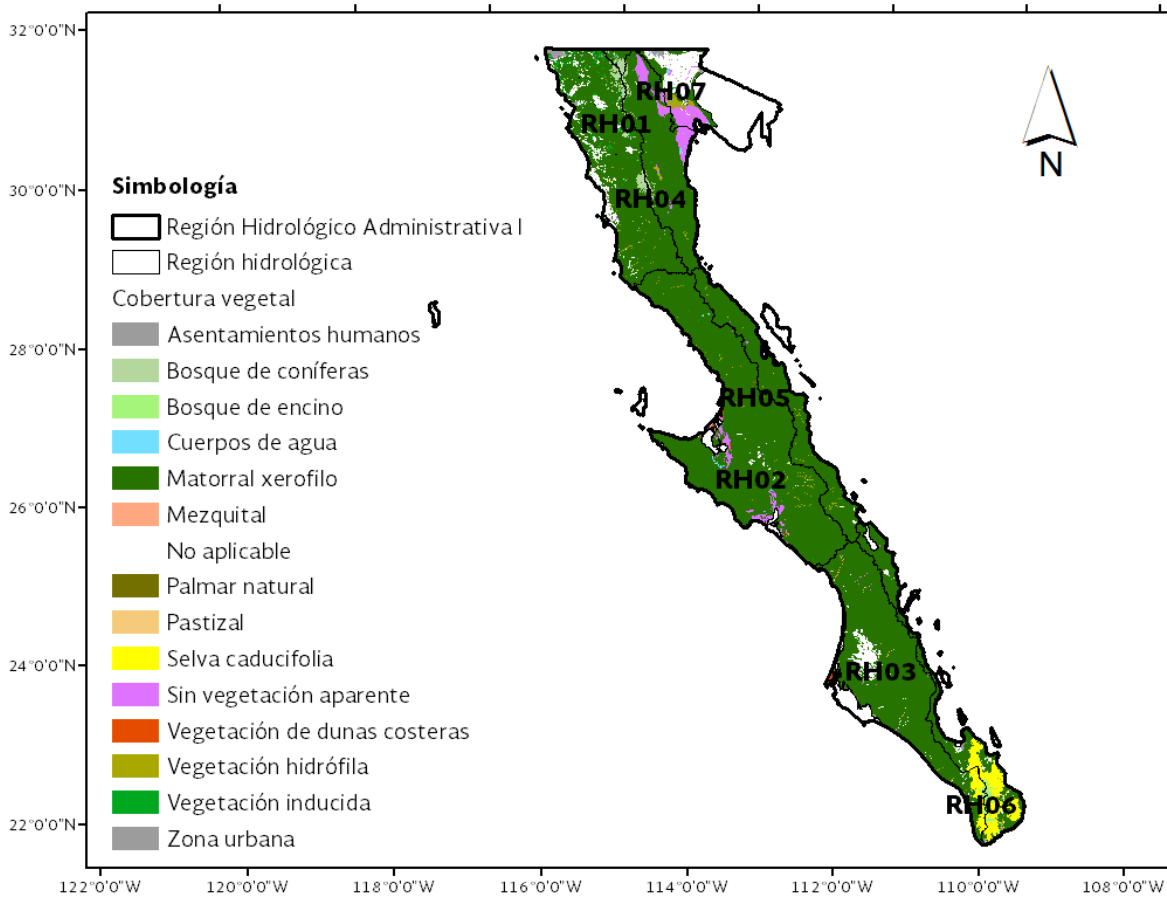 32°0'0"N
30°0'0"N
28°0'0"N
26°0'0"N
24°0'0"N
22°0'0"N
Simbología
Región Hidrológico Administrativa I
Región hidrológica
Cobertura vegetal
Asentamientos humanos
Bosque de coníferas
Bosque de encino
Cuerpos de agua
Matorral xerofilo
Mezquital
No aplicable
Palmar natural
Pastizal
Selva caducifolia
Sin vegetación aparente
Vegetación de dunas costeras
Vegetación hidrófila
Vegetación inducida
Zona urbana
RH07
RH01
RH04
RH05
RH02
RH03
RH06
N
122°0'0"W 120°0'0"W 118°0'0"W 116°0'0"W 114°0'0"W 112°0'0"W 110°0'0"W 108°0'0"W